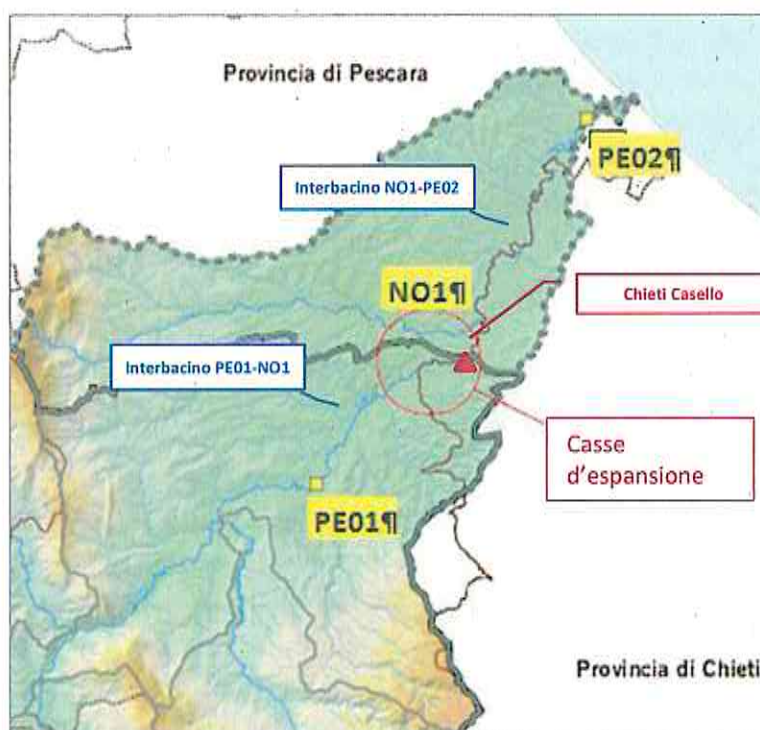 Provincia di Pescara
PE02¶
Interbacino NO1-PE02
NO1¶
Chieti Casello
Interbacino PE01-NO1
Casse
d'espansione
PE01¶
Provincia di Chieti